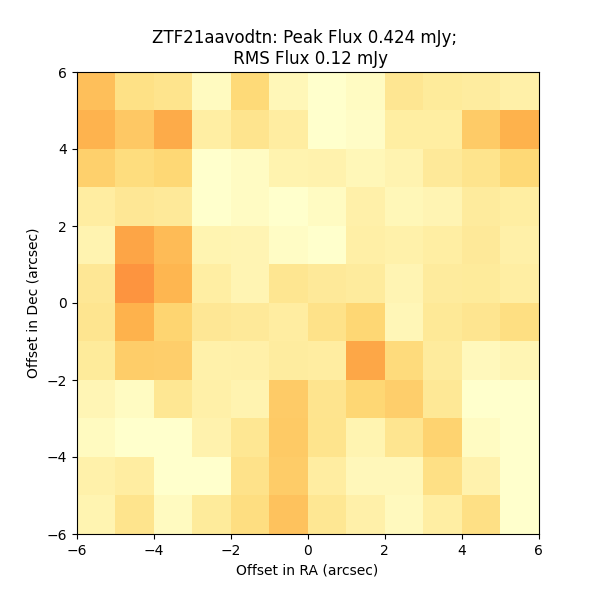 ZTF21aavodtn: Peak Flux 0.424 mJy;
RMS Flux 0.12 mJy
6
4
2
0
−2
−4
−6
Offset in Dec (arcsec)
−6 −4 −2 0 2 4 6
Offset in RA (arcsec)